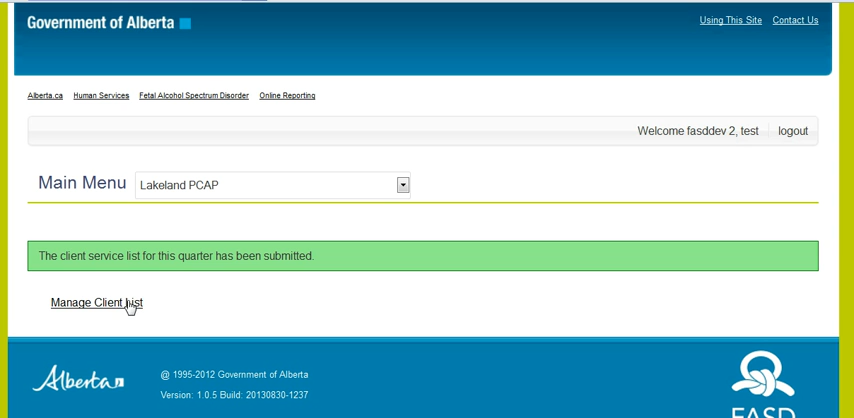 Government of Alberta
Using This Site Contact Us
Alberta.ca Human Services Fetal Alcohol Spectrum Disorder Online Reporting
Welcome fasddev 2, test logout
Main Menu Lakeland PCAP
The client service list for this quarter has been submitted.
Manage Client List
Alberta
@ 1995-2012 Government of Alberta
Version: 1.0.5 Build: 20130830-1237
FASD